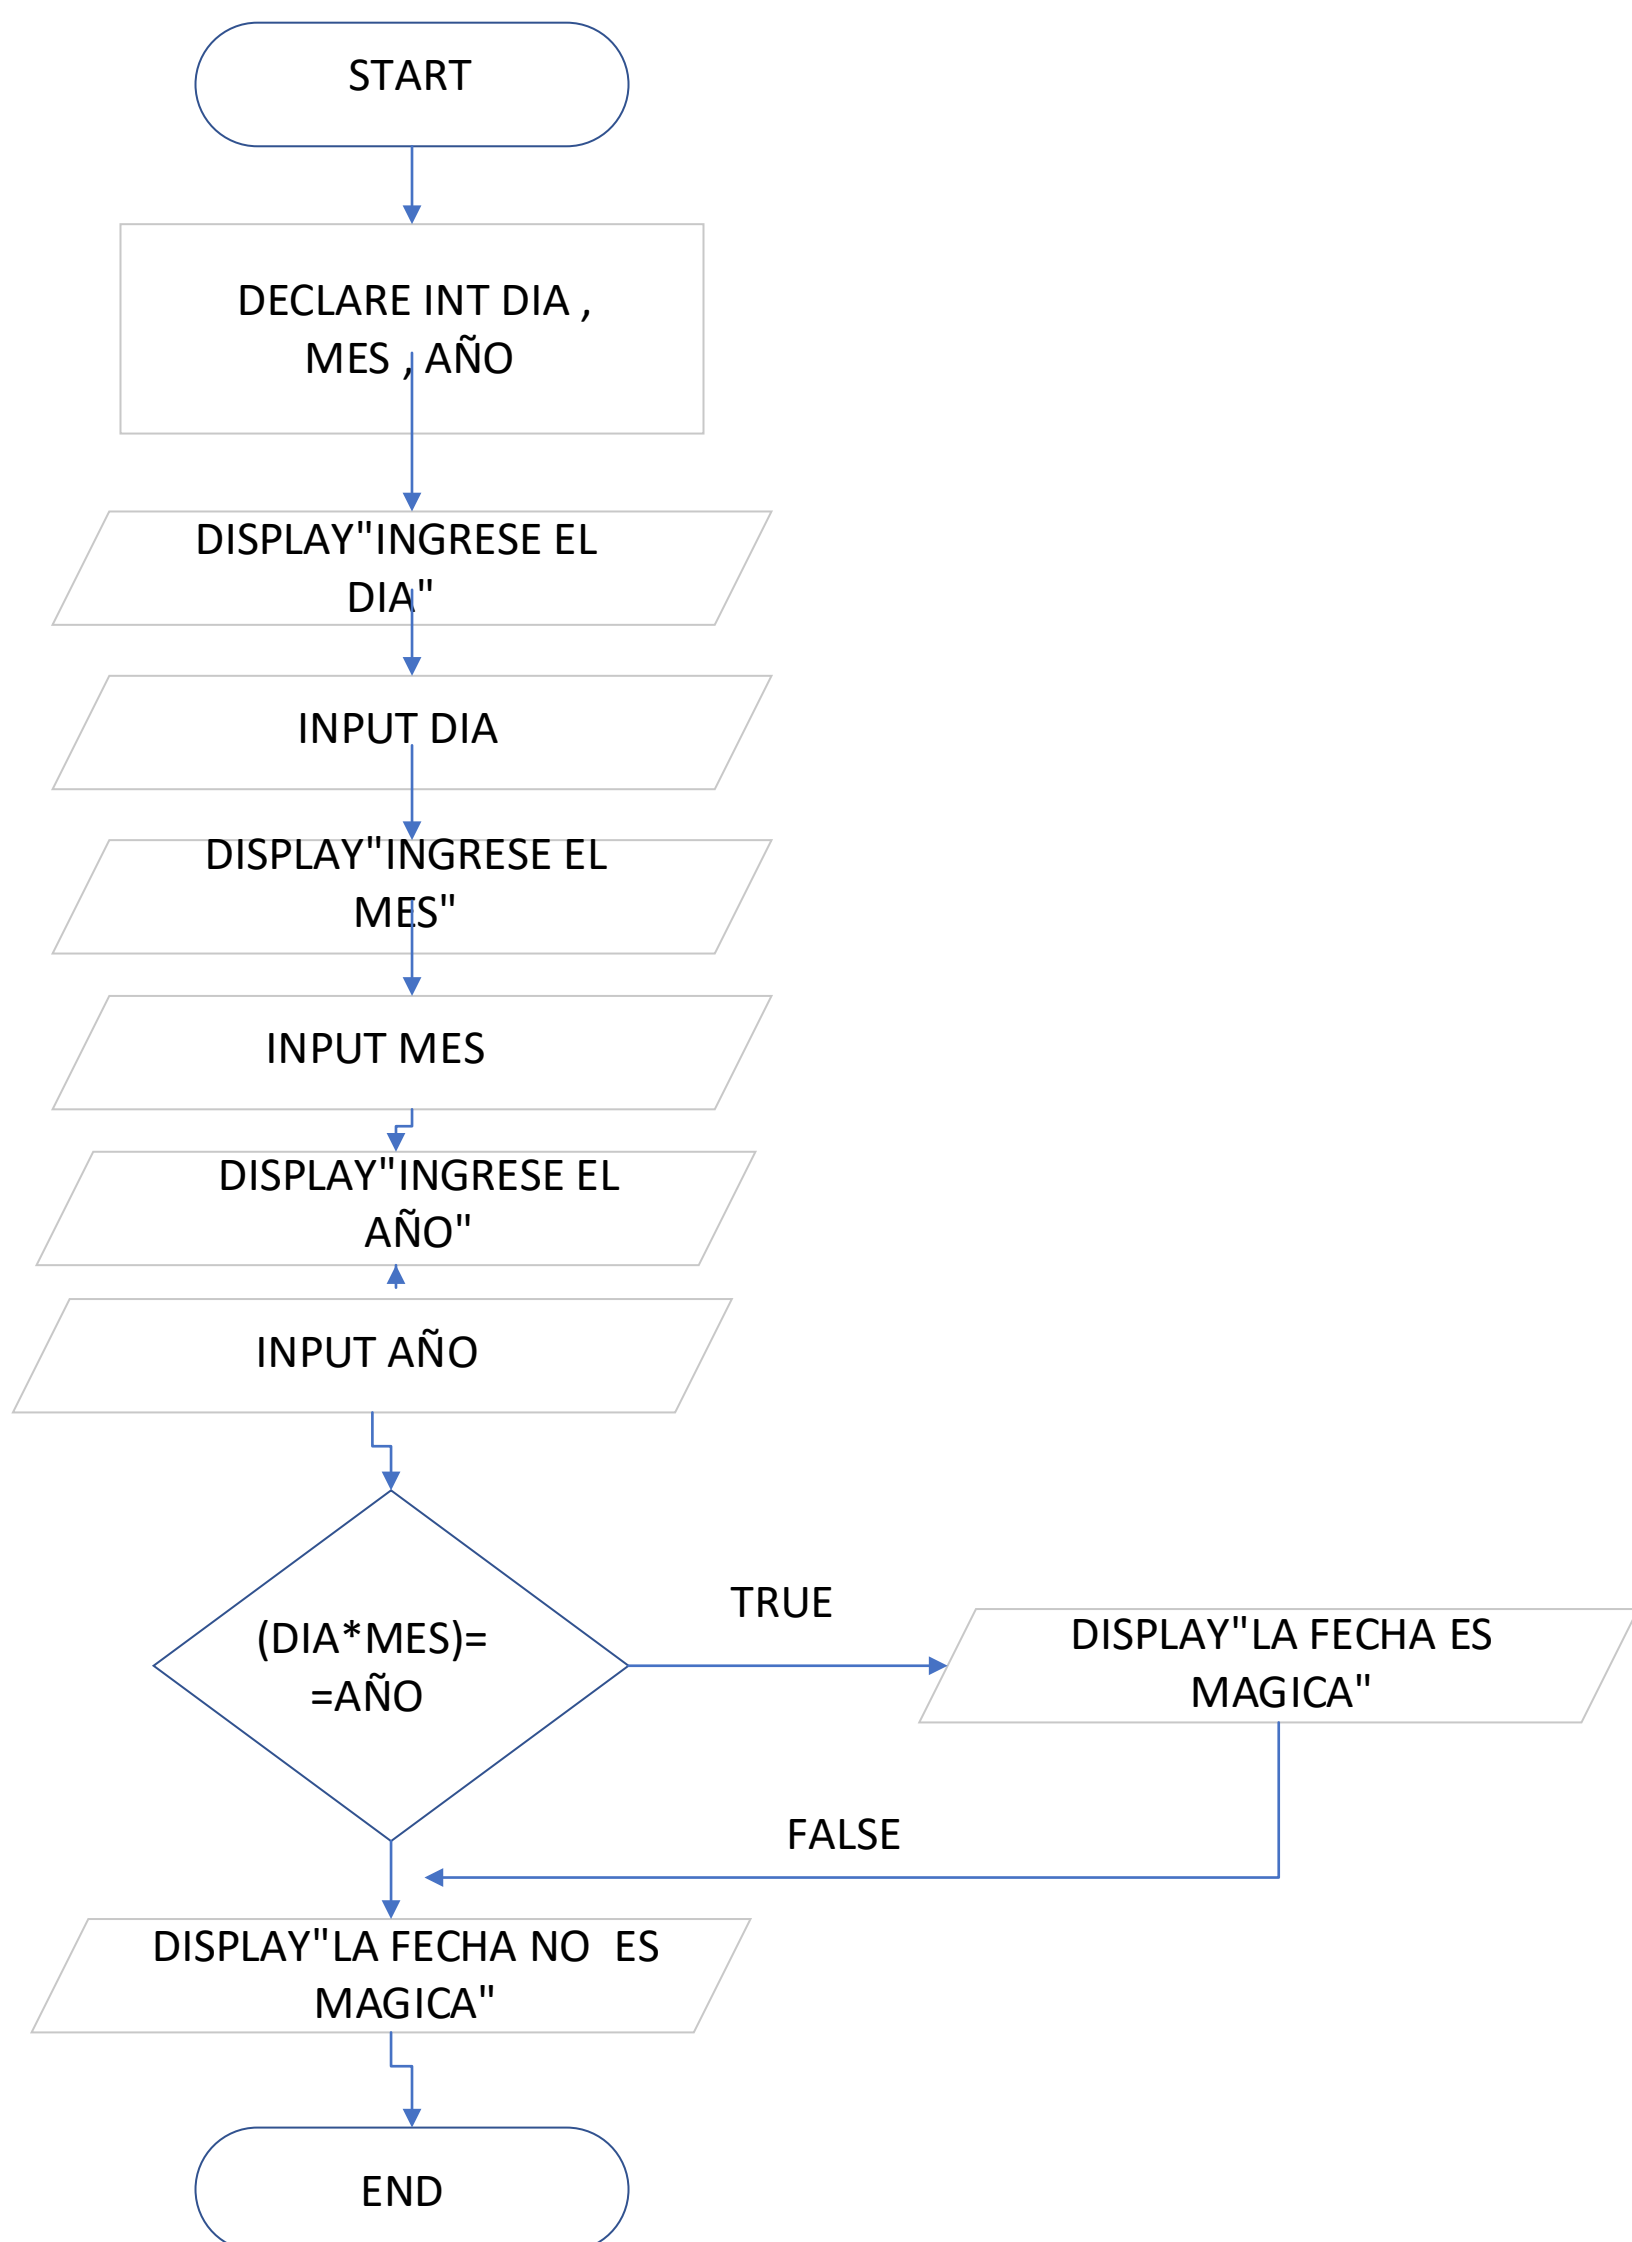 START
DECLARE INT DIA ,
MES , AÑO
DISPLAY"INGRESE EL
DIA"
INPUT DIA
DISPLAY"INGRESE EL
MES"
INPUT MES
DISPLAY"INGRESE EL
AÑO"
INPUT AÑO
(DIA*MES)=
=AÑO
TRUE
DISPLAY"LA FECHA ES
MAGICA"
FALSE
DISPLAY"LA FECHA NO  ES
MAGICA"
END